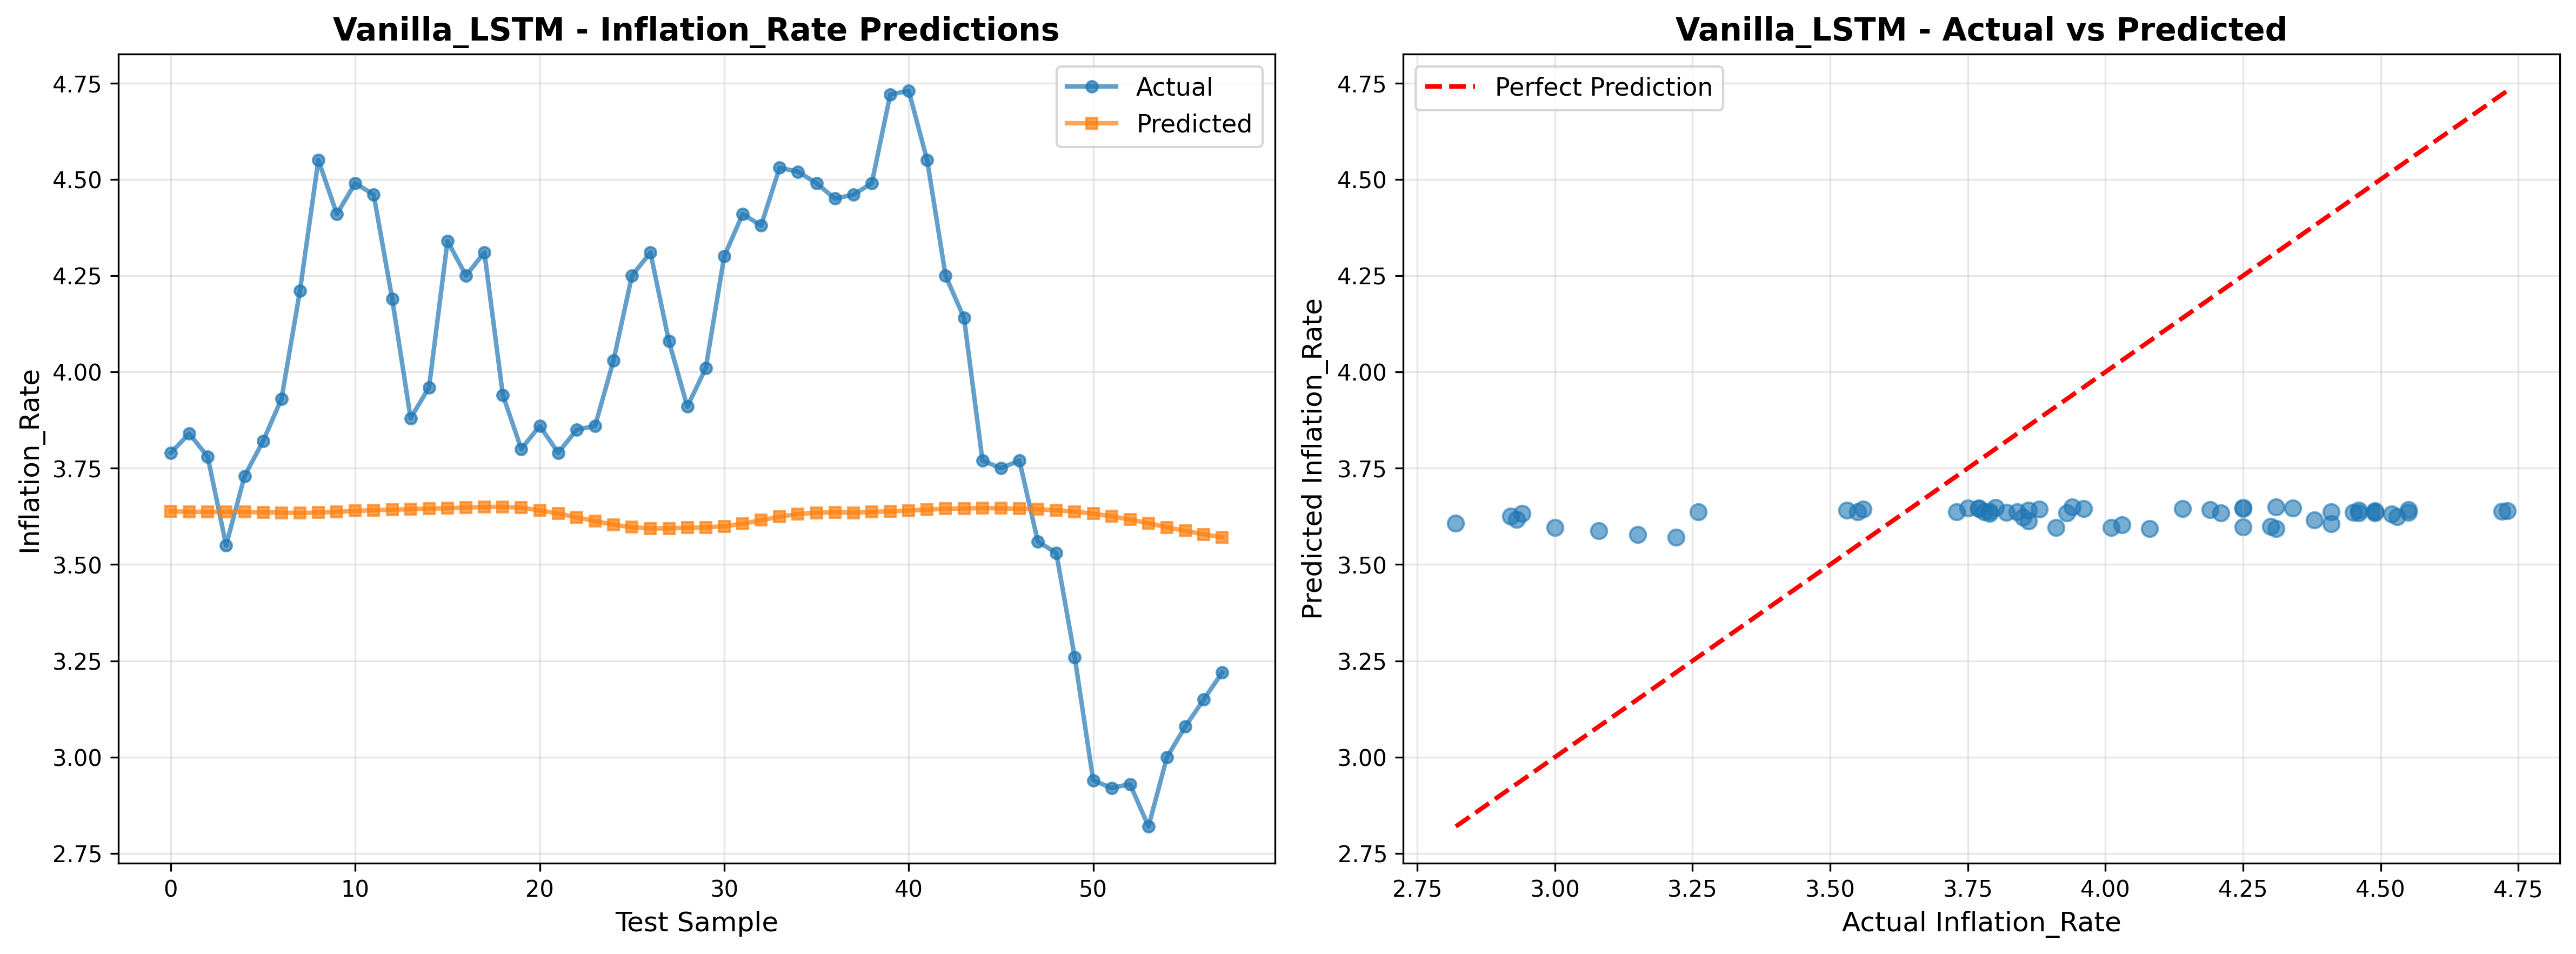 Vanilla_LSTM - Inflation_Rate Predictions
Actual
Predicted
4.75
4.50
4.25
4.00
3.75
3.50
3.25
3.00
2.75
Inflation_Rate
0 10 20 30 40 50
Test Sample
Vanilla_LSTM - Actual vs Predicted
Perfect Prediction
4.75
4.50
4.25
4.00
3.75
3.50
3.25
3.00
2.75
Predicted Inflation_Rate
2.75 3.00 3.25 3.50 3.75 4.00 4.25 4.50 4.75
Actual Inflation_Rate